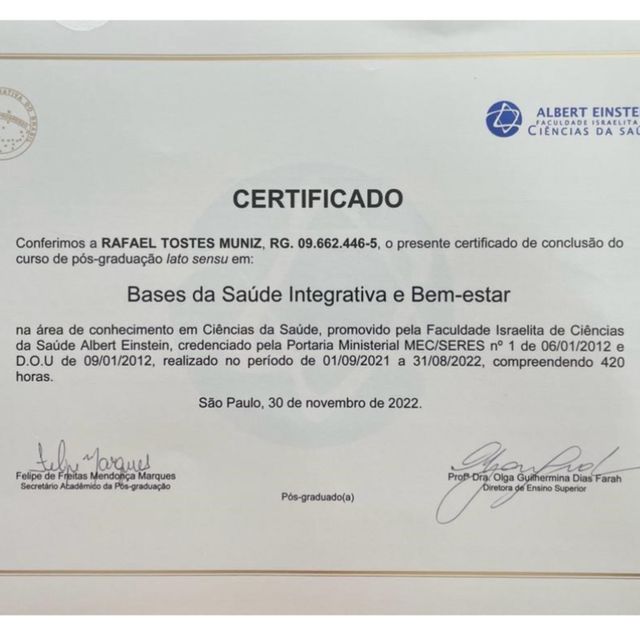 ALBERT EINSTEIN
FACULDADE ISRAELITA
CIÊNCIAS DA SAÚ
CERTIFICADO
Conferimos a RAFAEL TOSTES MUNIZ, RG. 09.662.446-5, o presente certificado de conclusão do
curso de pós-graduação lato sensu em:
Bases da Saúde Integrativa e Bem-estar
na área de conhecimento em Ciências da Saúde, promovido pela Faculdade Israelita de Ciências
da Saúde Albert Einstein, credenciado pela Portaria Ministerial MEC/SERES nº 1 de 06/01/2012 e
D.O.U de 09/01/2012, realizado no período de 01/09/2021 a 31/08/2022, compreendendo 420
horas.
São Paulo, 30 de novembro de 2022.
Felipe Marques
Felipe de Freitas Mendonça Marques
Secretário Acadêmico da Pós-graduação
Profª Dra. Olga Guilhermina Dias Farah
Diretora de Ensino Superior
Pós-graduado(a)